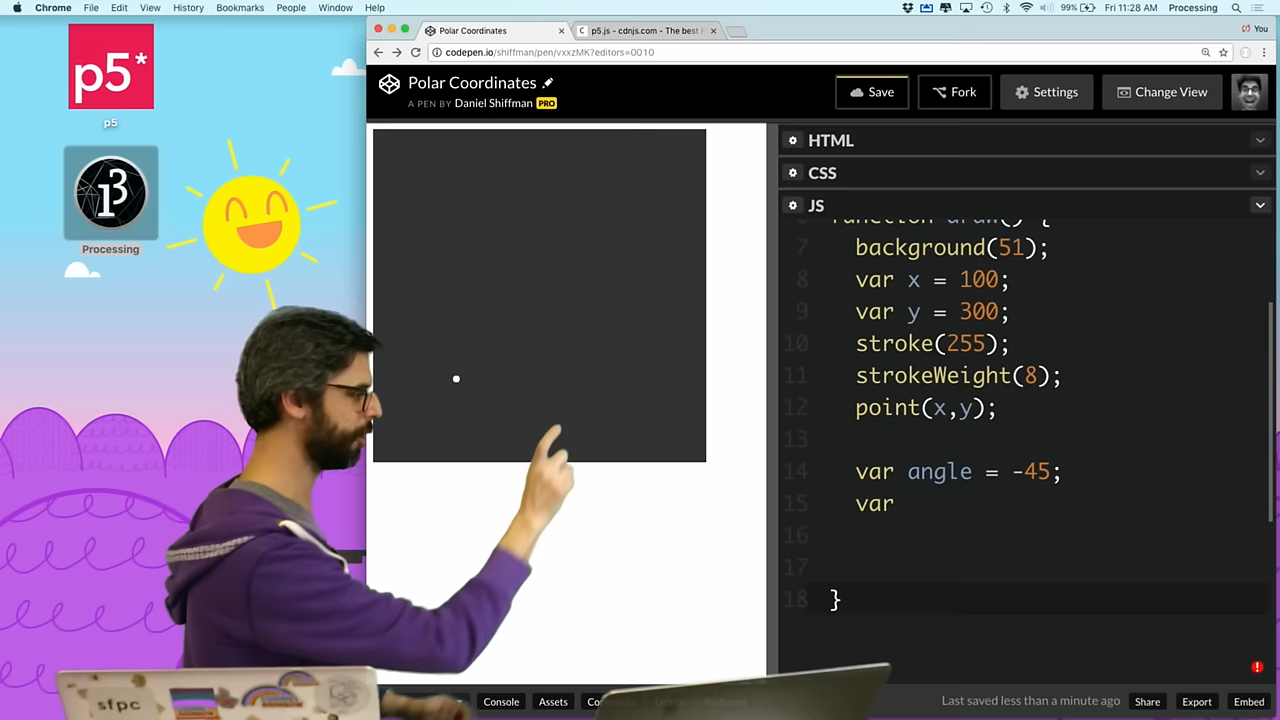 Chrome File Edit View History Bookmarks People Window Help
99% Fri 11:28 AM Processing
Polar Coordinates
p5.js - cdnjs.com - The best F
You
codepen.io/shiffman/pen/vxxzMK?editors=0010
p5*
p5
Processing
Polar Coordinates
A PEN BY Daniel Shiffman PRO
Save
Fork
Settings
Change View
HTML
CSS
JS
function draw() {
7 background(51);
8 var x = 100;
9 var y = 300;
10 stroke(255);
11 strokeWeight(8);
12 point(x,y);
13
14 var angle = -45;
15 var
16
17
18 }
sfpc
Console
Assets
Last saved less than a minute ago
Share
Export
Embed